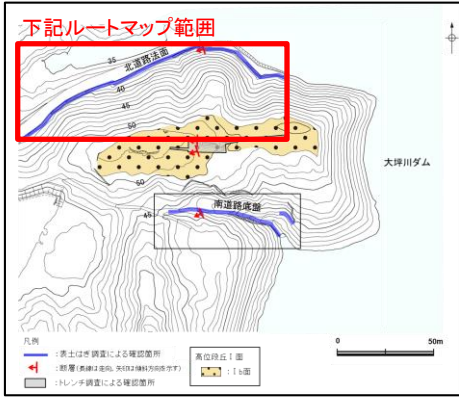 下記ルートマップ範囲
北道路法面
35
40
45
50
大坪川ダム
50
45
南道路底盤
凡例
:表土はぎ調査による確認箇所
:断層(長線は走向, 矢印は傾斜方向を示す)
:トレンチ調査による確認箇所
高位段丘Ⅰ面
:Ⅰb面
0 50m